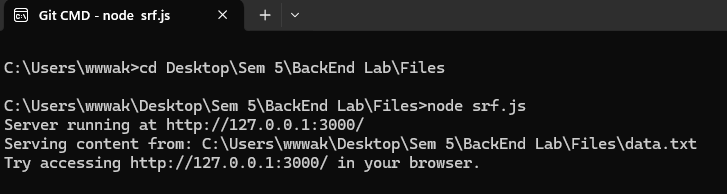 Git CMD - node srf.js
C:\Users\wwwak>cd Desktop\Sem 5\BackEnd Lab\Files
C:\Users\wwwak\Desktop\Sem 5\BackEnd Lab\Files>node srf.js
Server running at http://127.0.0.1:3000/
Serving content from: C:\Users\wwwak\Desktop\Sem 5\BackEnd Lab\Files\data.txt
Try accessing http://127.0.0.1:3000/ in your browser.